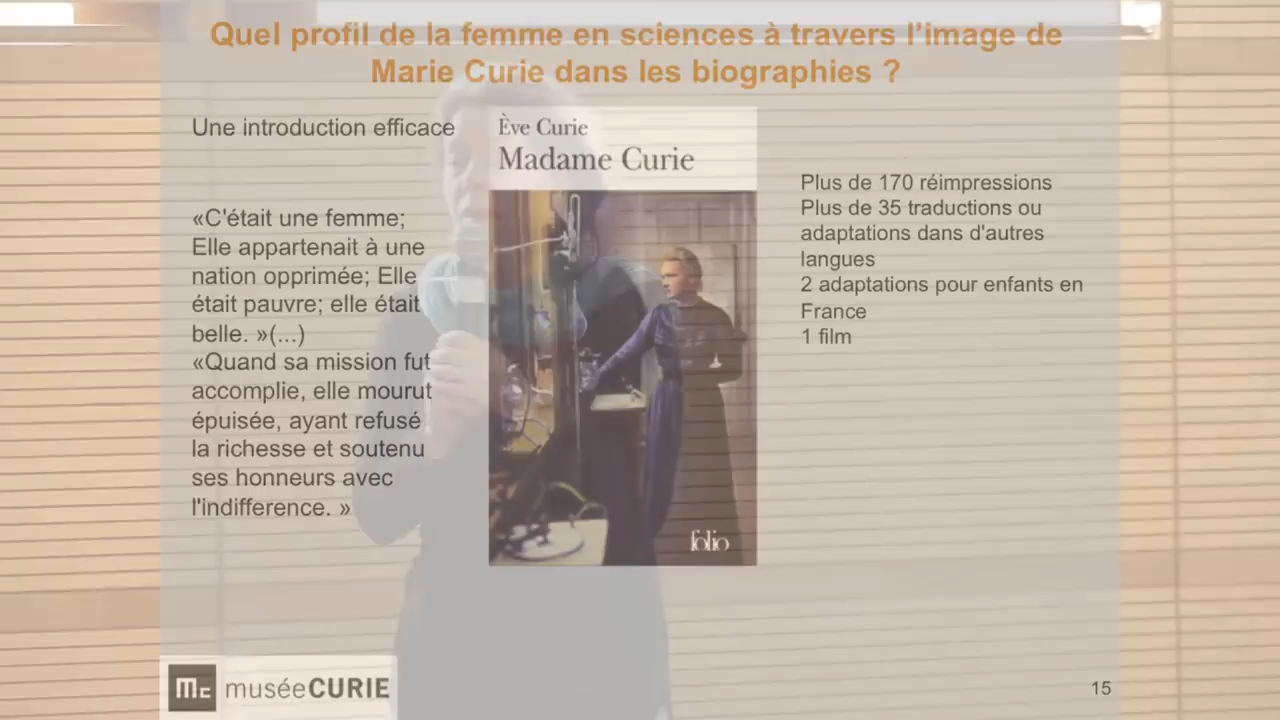 Quel profil de la femme en sciences à travers l’image de
Marie Curie dans les biographies ?
Une introduction efficace
«C'était une femme;
Elle appartenait à une
nation opprimée; Elle
était pauvre; elle était
belle. »(...)
«Quand sa mission fut
accomplie, elle mourut
épuisée, ayant refusé
la richesse et soutenu
ses honneurs avec
l'indifference. »
Ève Curie
Madame Curie
folio
Plus de 170 réimpressions
Plus de 35 traductions ou
adaptations dans d'autres
langues
2 adaptations pour enfants en
France
1 film
Mc muséeCURIE
15